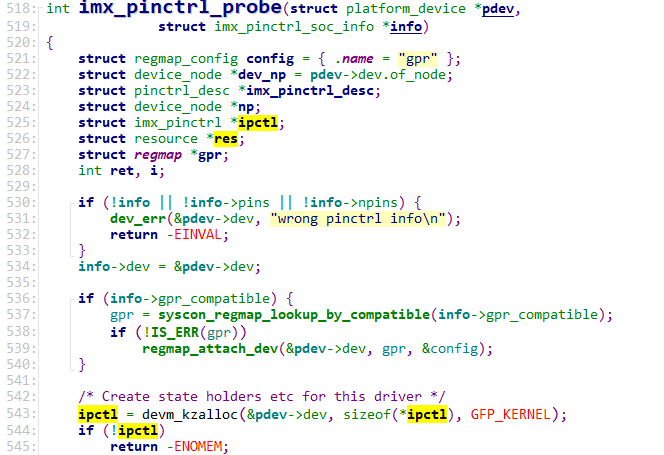 518: int imx_pinctrl_probe(struct platform_device *pdev,
519:               struct imx_pinctrl_soc_info *info)
520: {
521:     struct regmap_config config = { .name = "gpr" };
522:     struct device_node *dev_np = pdev->dev.of_node;
523:     struct pinctrl_desc *imx_pinctrl_desc;
524:     struct device_node *np;
525:     struct imx_pinctrl *ipctl;
526:     struct resource *res;
527:     struct regmap *gpr;
528:     int ret, i;
529:
530:     if (!info || !info->pins || !info->npins) {
531:         dev_err(&pdev->dev, "wrong pinctrl info\n");
532:         return -EINVAL;
533:     }
534:     info->dev = &pdev->dev;
535:
536:     if (info->gpr_compatible) {
537:         gpr = syscon_regmap_lookup_by_compatible(info->gpr_compatible);
538:         if (!IS_ERR(gpr))
539:             regmap_attach_dev(&pdev->dev, gpr, &config);
540:     }
541:
542:     /* Create state holders etc for this driver */
543:     ipctl = devm_kzalloc(&pdev->dev, sizeof(*ipctl), GFP_KERNEL);
544:     if (!ipctl)
545:         return -ENOMEM;